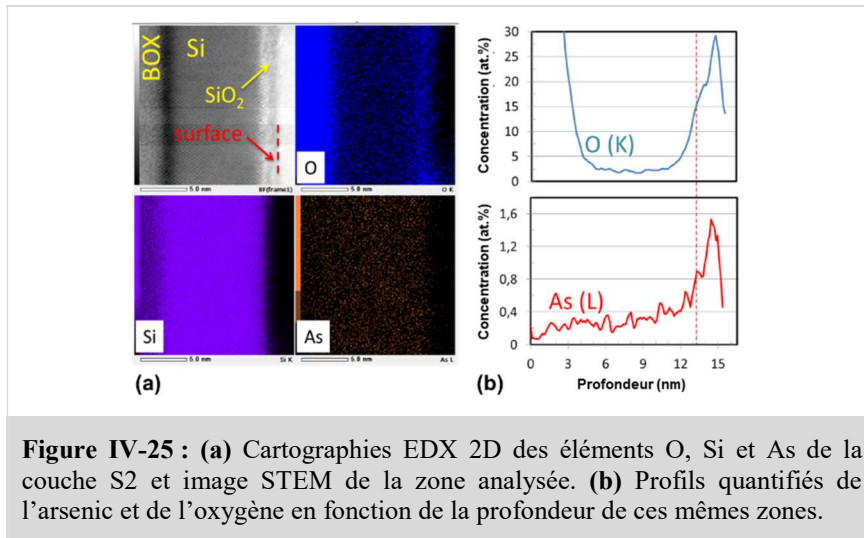 BOX
Si
SiO2
surface
5.0 nm
BF(frame1)
O
5.0 nm
O K
Si
5.0 nm
Si K
As
5.0 nm
As L
(a)
Concentration (at.%)
30
25
20
15
10
5
0
O (K)
Concentration (at.%)
1,6
1,2
0,8
0,4
0
As (L)
0 3 6 9 12 15
Profondeur (nm)
(b)
Figure IV-25 : (a) Cartographies EDX 2D des éléments O, Si et As de la
couche S2 et image STEM de la zone analysée. (b) Profils quantifiés de
l’arsenic et de l’oxygène en fonction de la profondeur de ces mêmes zones.